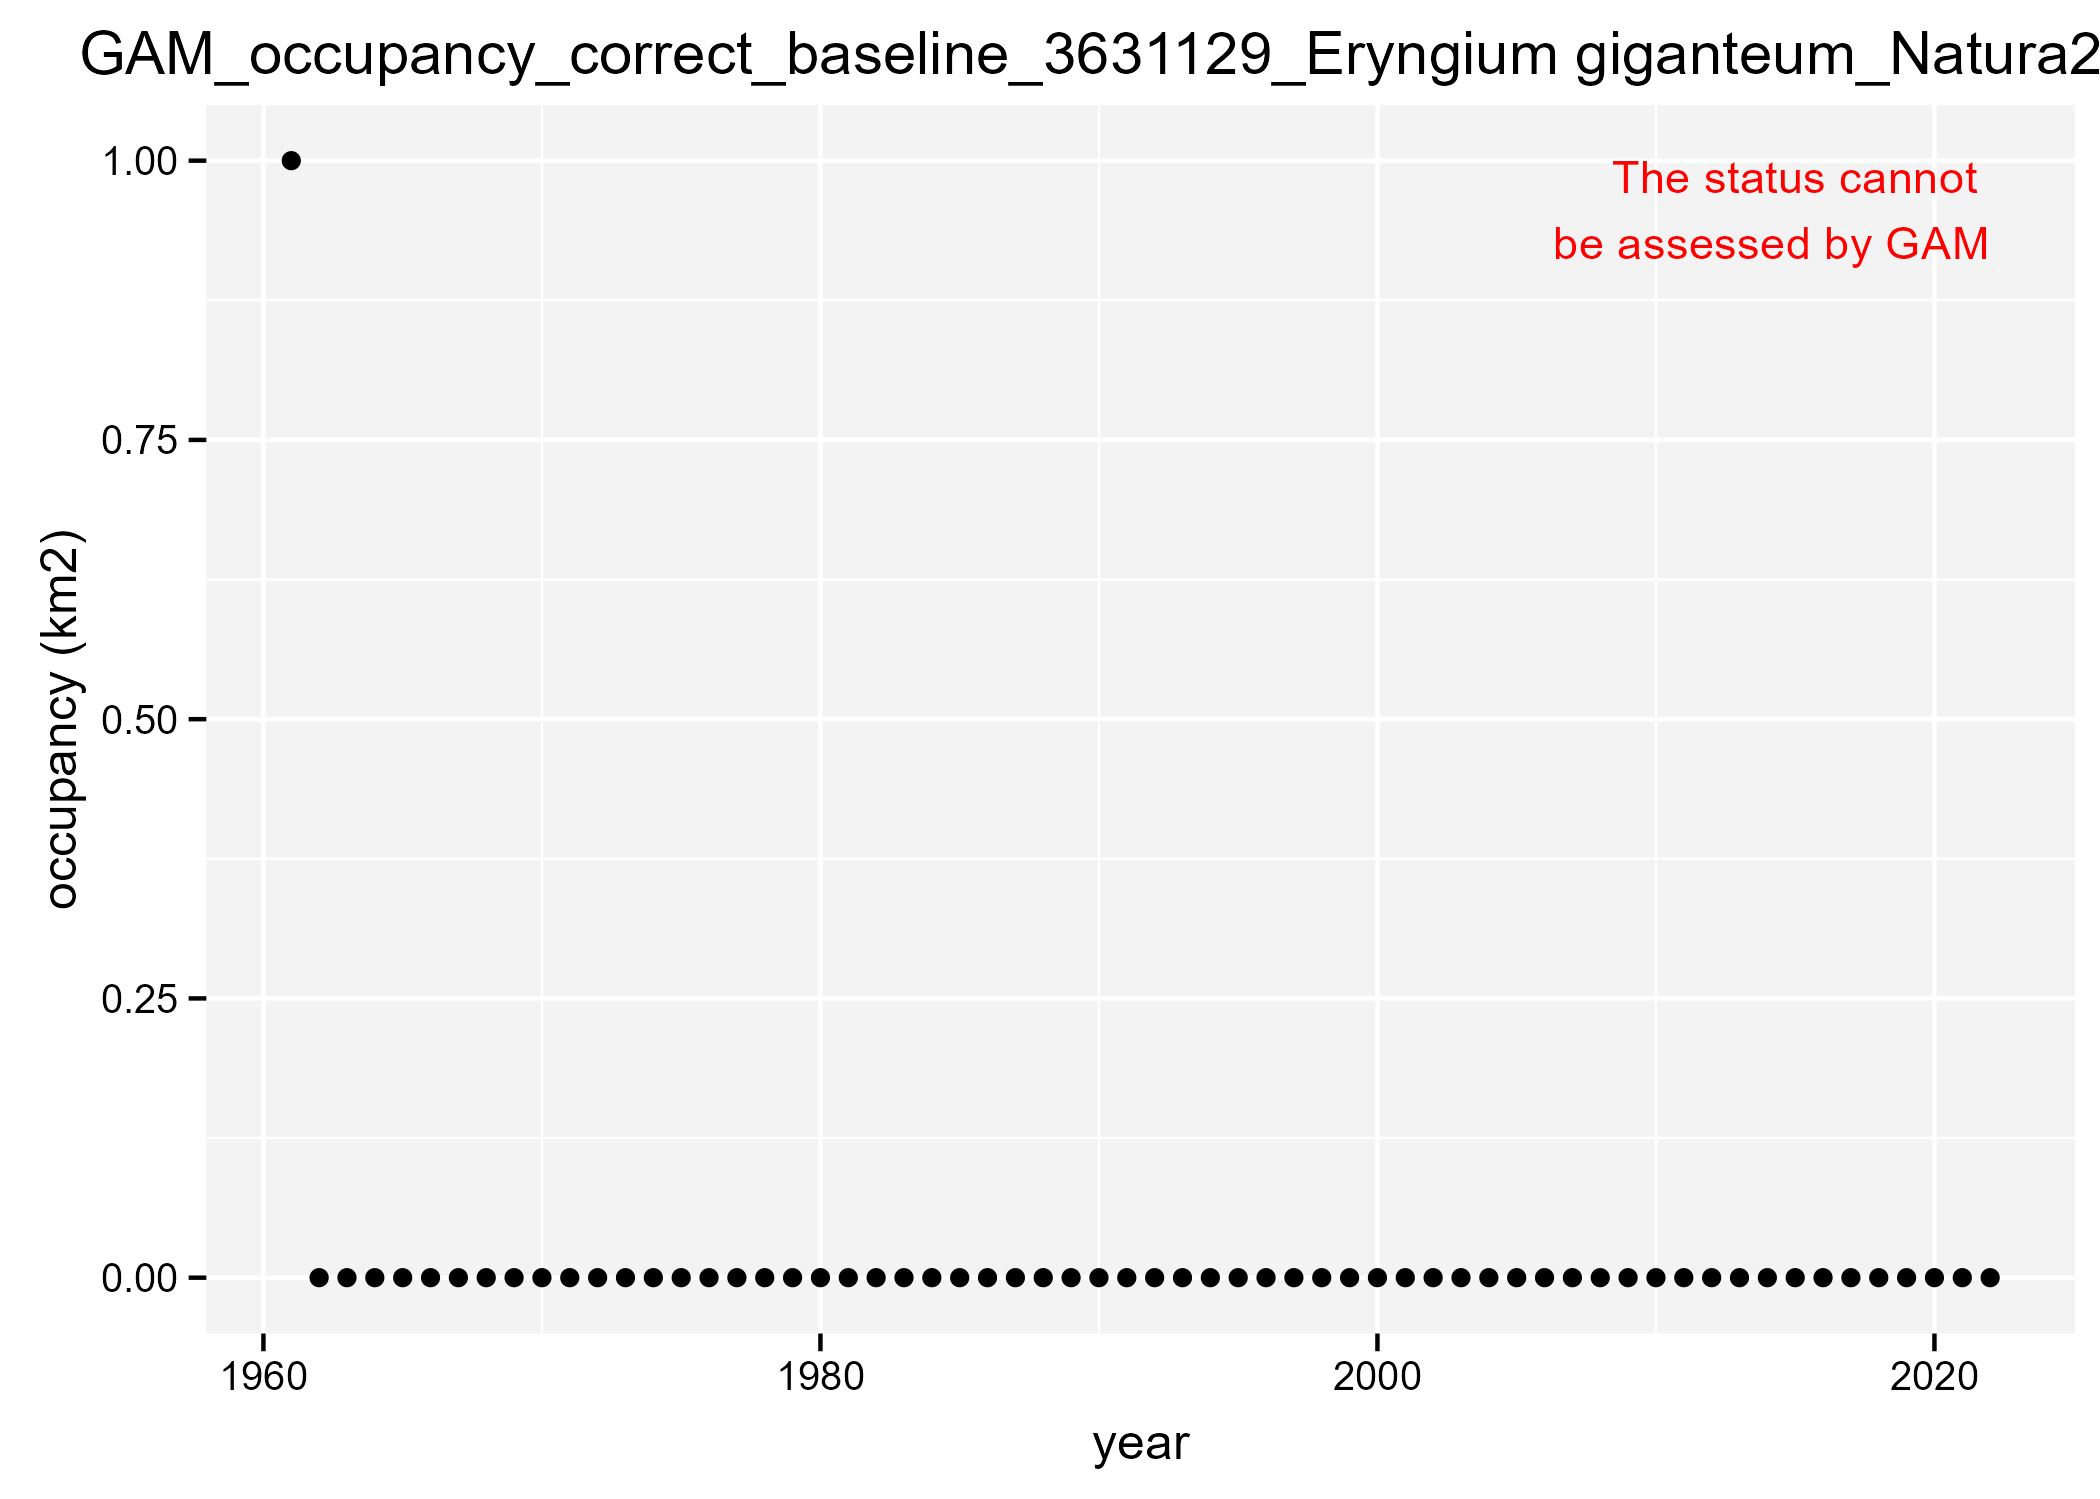 GAM_occupancy_correct_baseline_3631129_Eryngium giganteum_Natura2
1.00
The status cannot
be assessed by GAM
0.75
occupancy (km2)
0.50
0.25
0.00
1960 1980 2000 2020
year